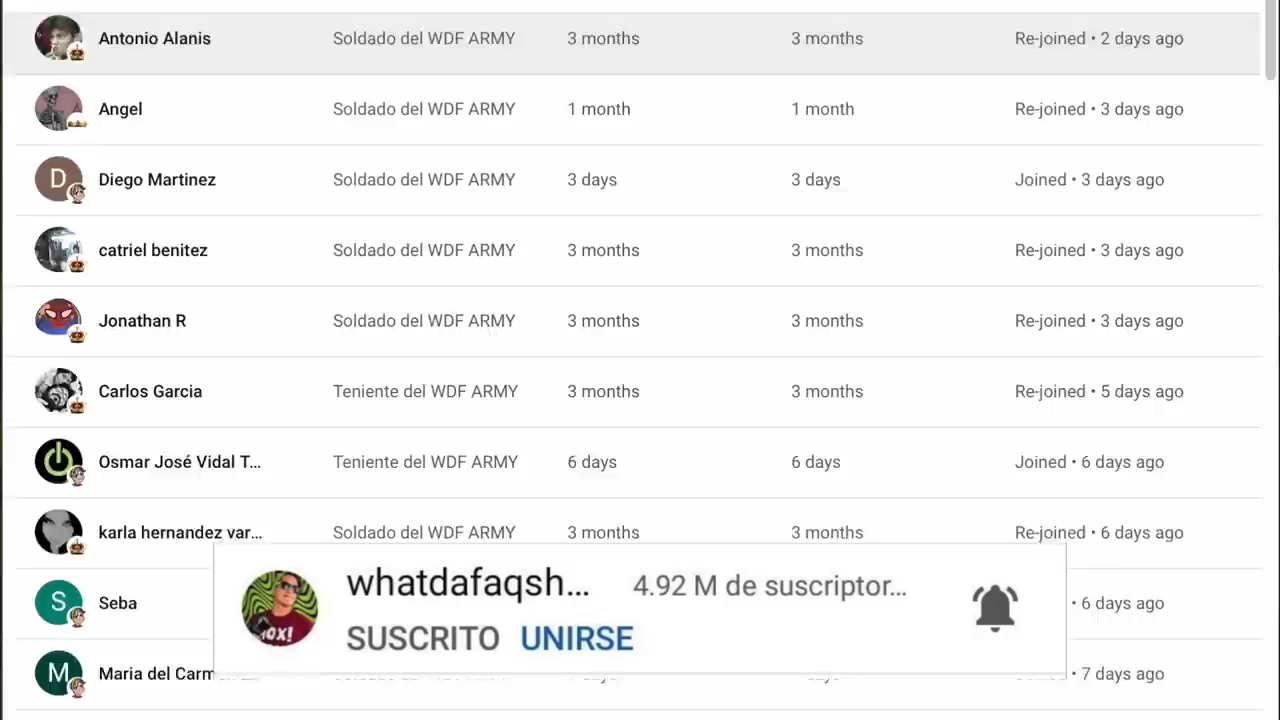 Antonio Alanis Soldado del WDF ARMY 3 months 3 months Re-joined • 2 days ago
Angel Soldado del WDF ARMY 1 month 1 month Re-joined • 3 days ago
D Diego Martinez Soldado del WDF ARMY 3 days 3 days Joined • 3 days ago
catriel benitez Soldado del WDF ARMY 3 months 3 months Re-joined • 3 days ago
Jonathan R Soldado del WDF ARMY 3 months 3 months Re-joined • 3 days ago
Carlos Garcia Teniente del WDF ARMY 3 months 3 months Re-joined • 5 days ago
Osmar José Vidal T... Teniente del WDF ARMY 6 days 6 days Joined • 6 days ago
karla hernandez var... Soldado del WDF ARMY 3 months 3 months Re-joined • 6 days ago
whatdafaqsh... 4.92 M de suscriptor...
S Seba • 6 days ago
SUSCRITO UNIRSE
M Maria del Carm • 7 days ago